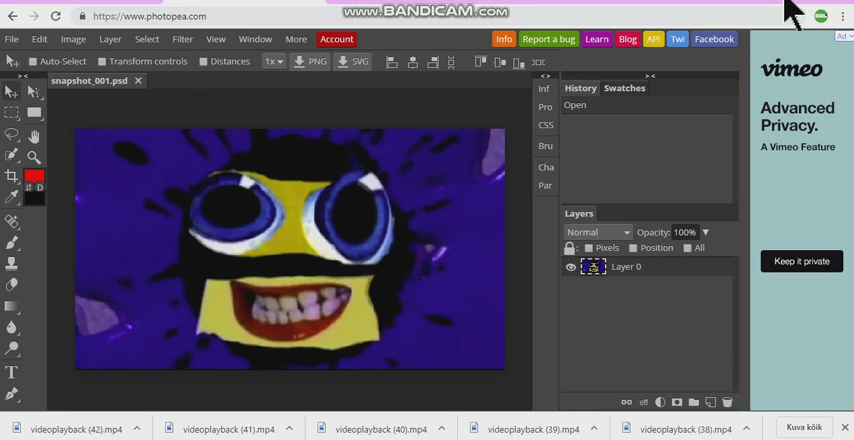 https://www.photopea.com
www.BANDICAM.com
File Edit Image Layer Select Filter View Window More Account
Info Report a bug Learn Blog API Twi Facebook
Auto-Select Transform controls Distances 1x PNG SVG
snapshot_001.psd
Inf
Pro
CSS
Bru
Cha
Par
History Swatches
Open
Layers
Normal Opacity: 100%
Pixels Position All
Layer 0
eff
D
T
Ad
vimeo
Advanced
Privacy.
A Vimeo Feature
Keep it private
videoplayback (42).mp4 videoplayback (41).mp4 videoplayback (40).mp4 videoplayback (39).mp4 videoplayback (38).mp4 Kuva kõik